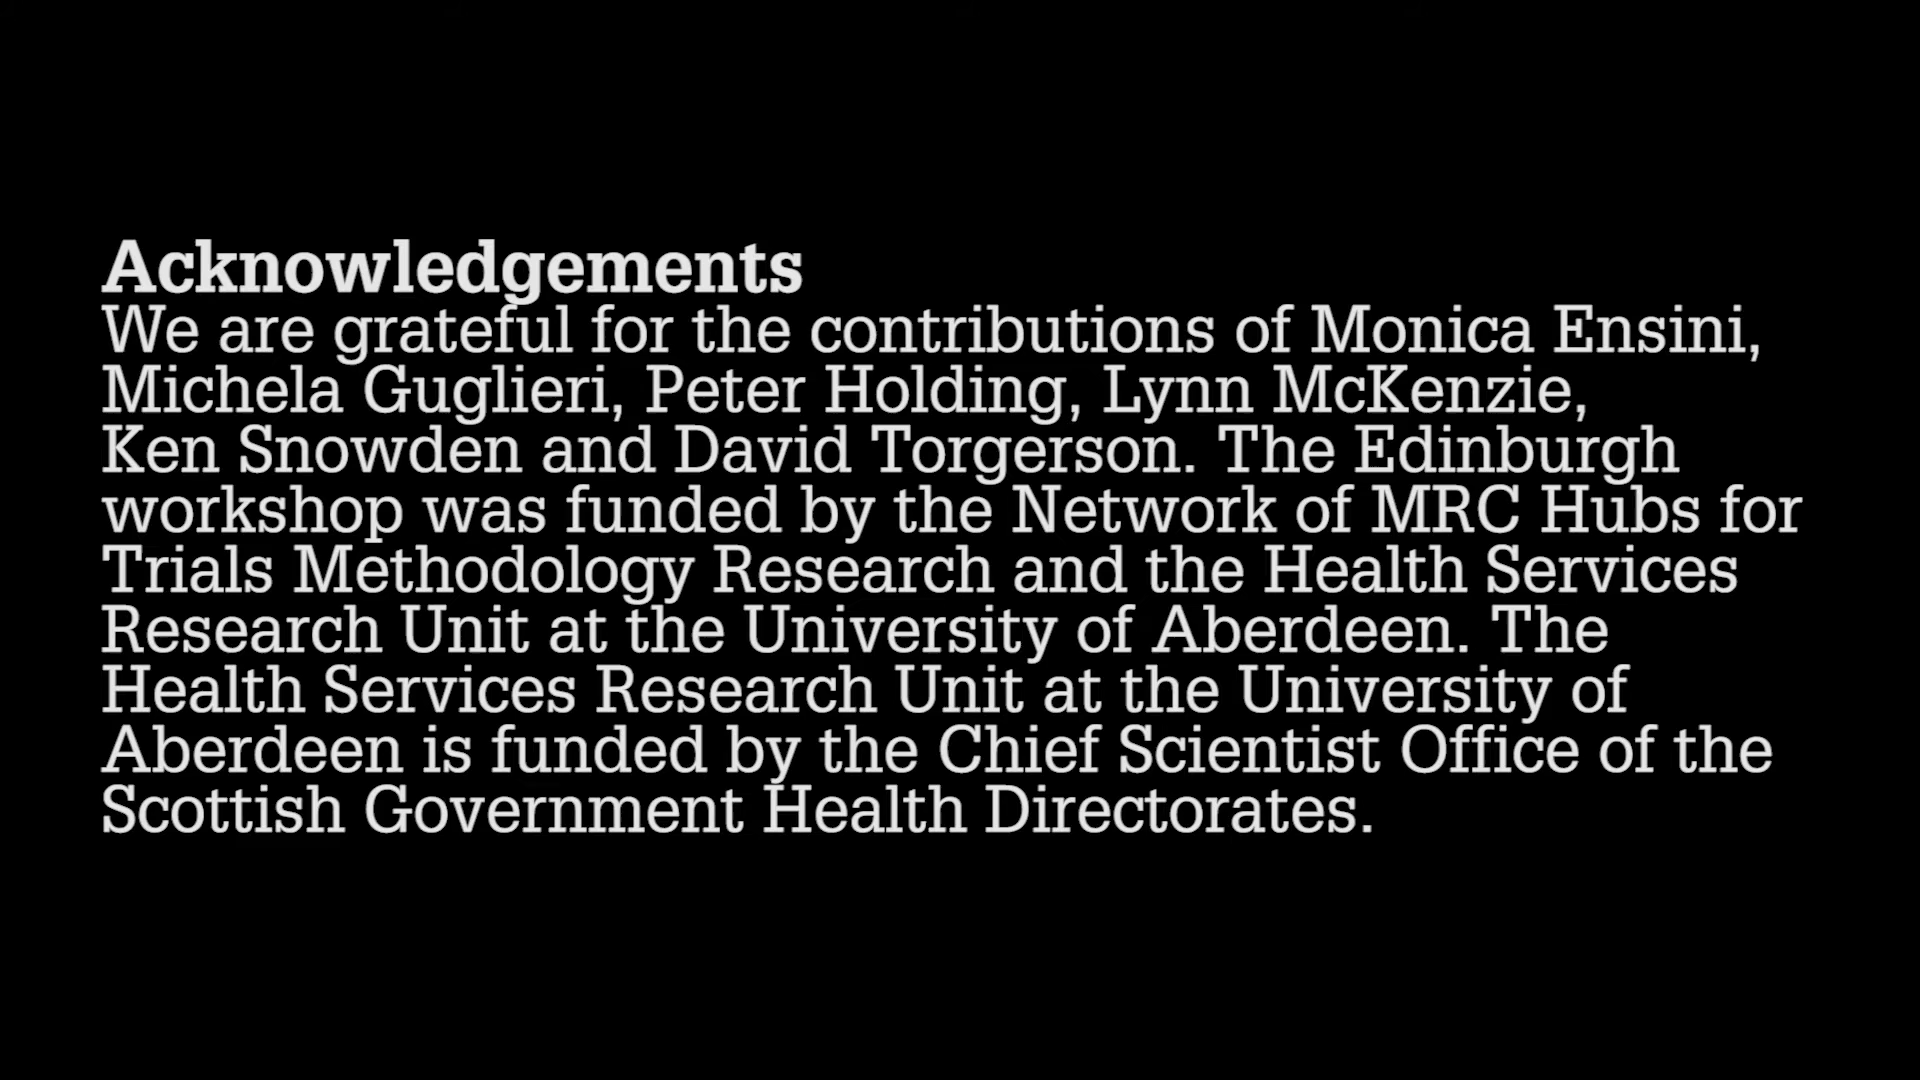 Acknowledgements
We are grateful for the contributions of Monica Ensini,
Michela Guglieri, Peter Holding, Lynn McKenzie,
Ken Snowden and David Torgerson. The Edinburgh
workshop was funded by the Network of MRC Hubs for
Trials Methodology Research and the Health Services
Research Unit at the University of Aberdeen. The
Health Services Research Unit at the University of
Aberdeen is funded by the Chief Scientist Office of the
Scottish Government Health Directorates.